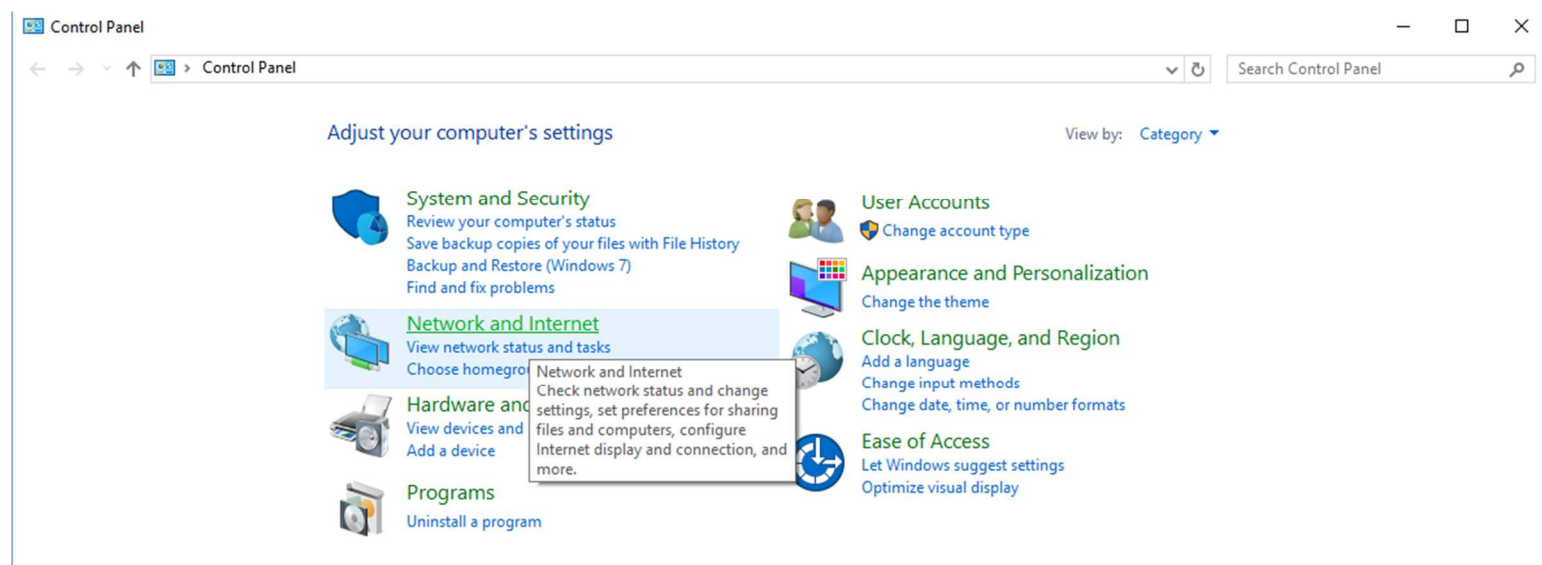 Control Panel
Control Panel
Search Control Panel
Adjust your computer's settings
View by: Category
System and Security
Review your computer's status
Save backup copies of your files with File History
Backup and Restore (Windows 7)
Find and fix problems
Network and Internet
View network status and tasks
Choose homegro
Network and Internet
Check network status and change
settings, set preferences for sharing
files and computers, configure
Internet display and connection, and
more.
Hardware and
View devices and
Add a device
Programs
Uninstall a program
User Accounts
Change account type
Appearance and Personalization
Change the theme
Clock, Language, and Region
Add a language
Change input methods
Change date, time, or number formats
Ease of Access
Let Windows suggest settings
Optimize visual display